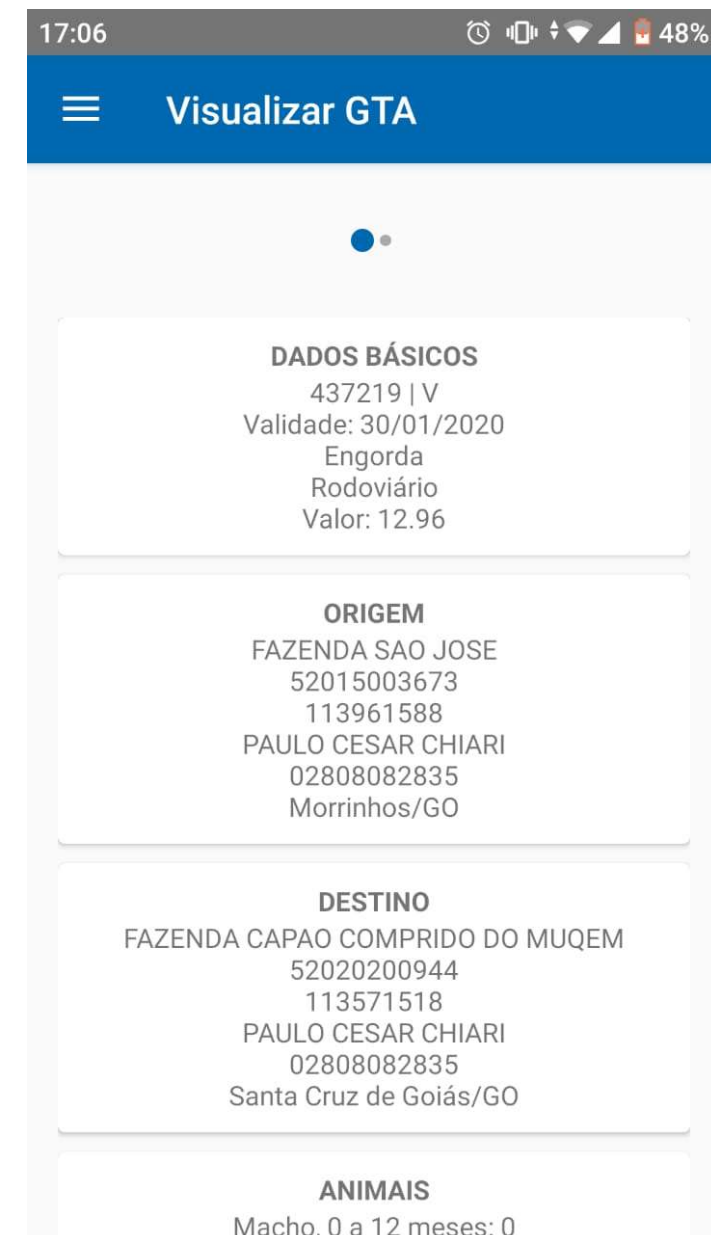 17:06
48%
Visualizar GTA
DADOS BÁSICOS
437219 | V
Validade: 30/01/2020
Engorda
Rodoviário
Valor: 12.96
ORIGEM
FAZENDA SAO JOSE
52015003673
113961588
PAULO CESAR CHIARI
02808082835
Morrinhos/GO
DESTINO
FAZENDA CAPAO COMPRIDO DO MUQEM
52020200944
113571518
PAULO CESAR CHIARI
02808082835
Santa Cruz de Goiás/GO
ANIMAIS
Macho, 0 a 12 meses: 0